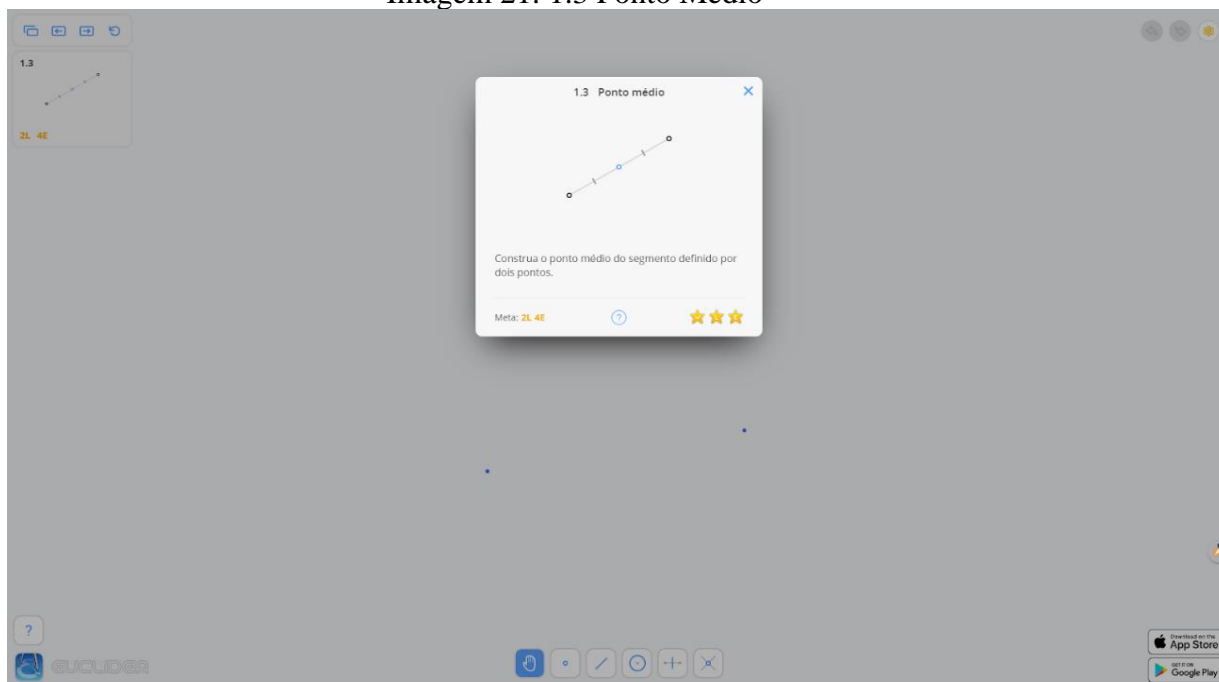 Imagem 21: 1.3 Ponto Médio
1.3
2L 4E
1.3 Ponto médio
Construa o ponto médio do segmento definido por
dois pontos.
Meta: 2L 4E
?
?
EUCLIDEA
Download on the
App Store
GET IT ON
Google Play